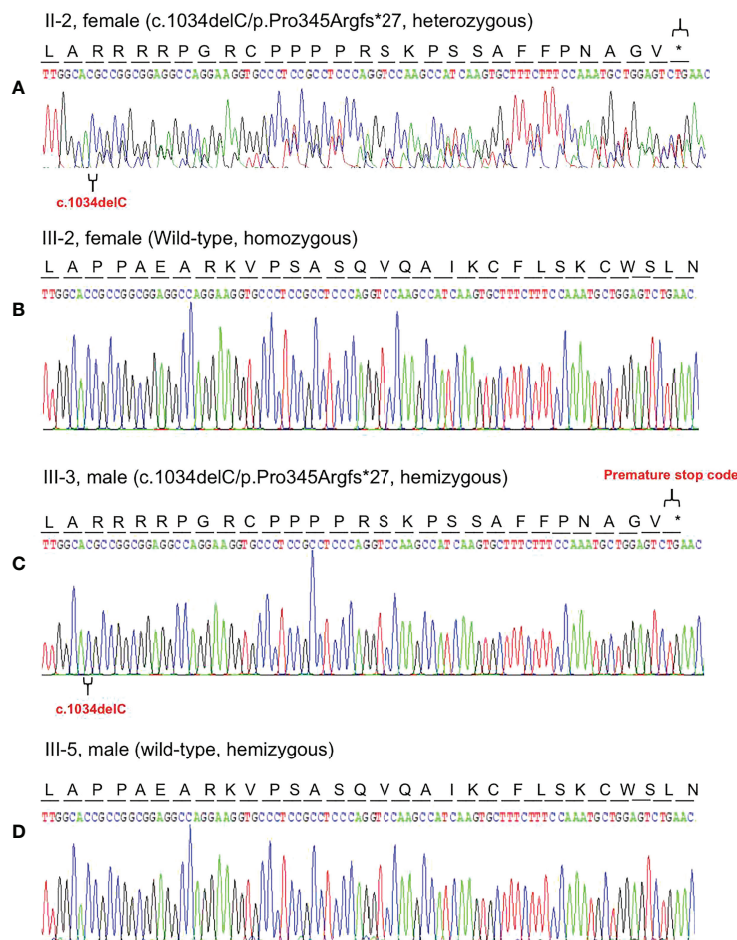 II-2, female (c.1034delC/p.Pro345Argfs*27, heterozygous)
L A R R R R P G R C P P P P R S K P S S A F F P N A G V *
TTGGCACGCCGGCGGAGGCCAGGAAGGTGCCCTCCGCCTCCCAGGTCCAAGCCATCAAGTGCTTTCTTTCCAAATGCTGGAGTCTGAAC
A
c.1034delC
III-2, female (Wild-type, homozygous)
L A P P A E A R K V P S A S Q V Q A I K C F L S K C W S L N
TTGGCACCGCCGGCGGAGGCCAGGAAGGTGCCCTCCGCCTCCCAGGTCCAAGCCATCAAGTGCTTTCTTTCCAAATGCTGGAGTCTGAAC
B
III-3, male (c.1034delC/p.Pro345Argfs*27, hemizygous)
Premature stop code
L A R R R R P G R C P P P P R S K P S S A F F P N A G V *
TTGGCACGCCGGCGGAGGCCAGGAAGGTGCCCTCCGCCTCCCAGGTCCAAGCCATCAAGTGCTTTCTTTCCAAATGCTGGAGTCTGAAC
C
c.1034delC
III-5, male (wild-type, hemizygous)
L A P P A E A R K V P S A S Q V Q A I K C F L S K C W S L N
TTGGCACCGCCGGCGGAGGCCAGGAAGGTGCCCTCCGCCTCCCAGGTCCAAGCCATCAAGTGCTTTCTTTCCAAATGCTGGAGTCTGAAC
D